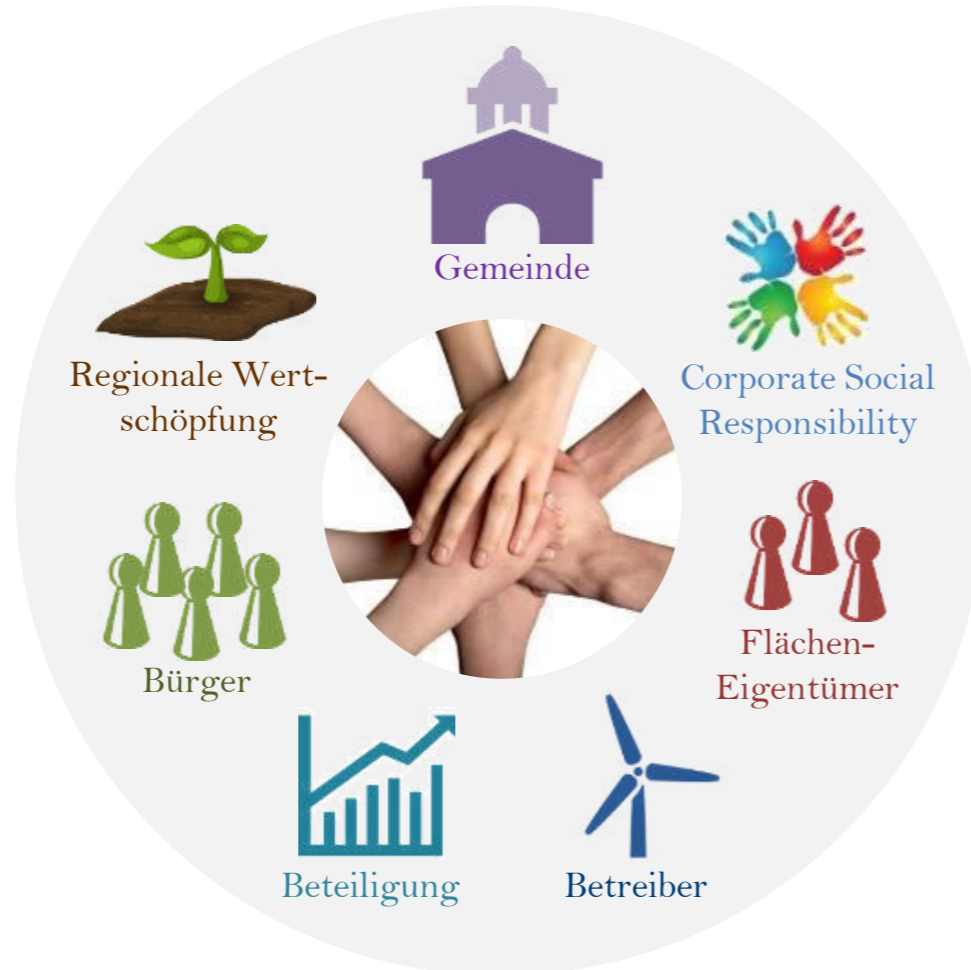 Gemeinde
Corporate Social
Responsibility
Flächen-
Eigentümer
Betreiber
Beteiligung
Bürger
Regionale Wert-
schöpfung